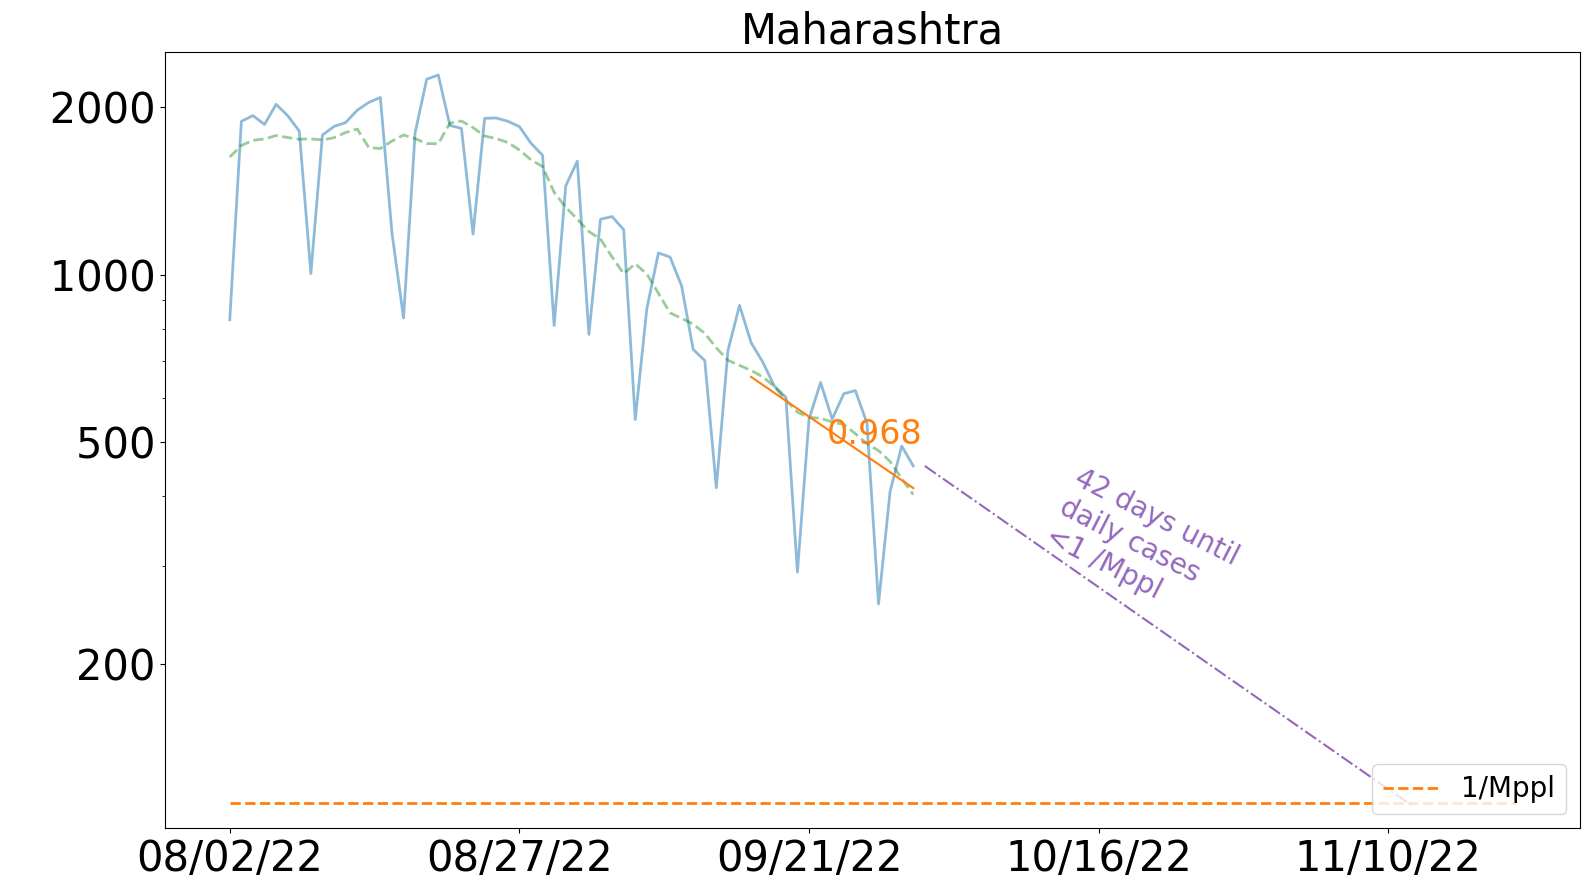 Maharashtra
2000
1000
500
200
0.968
42 days until
daily cases
<1 /Mppl
1/Mppl
08/02/22 08/27/22 09/21/22 10/16/22 11/10/22